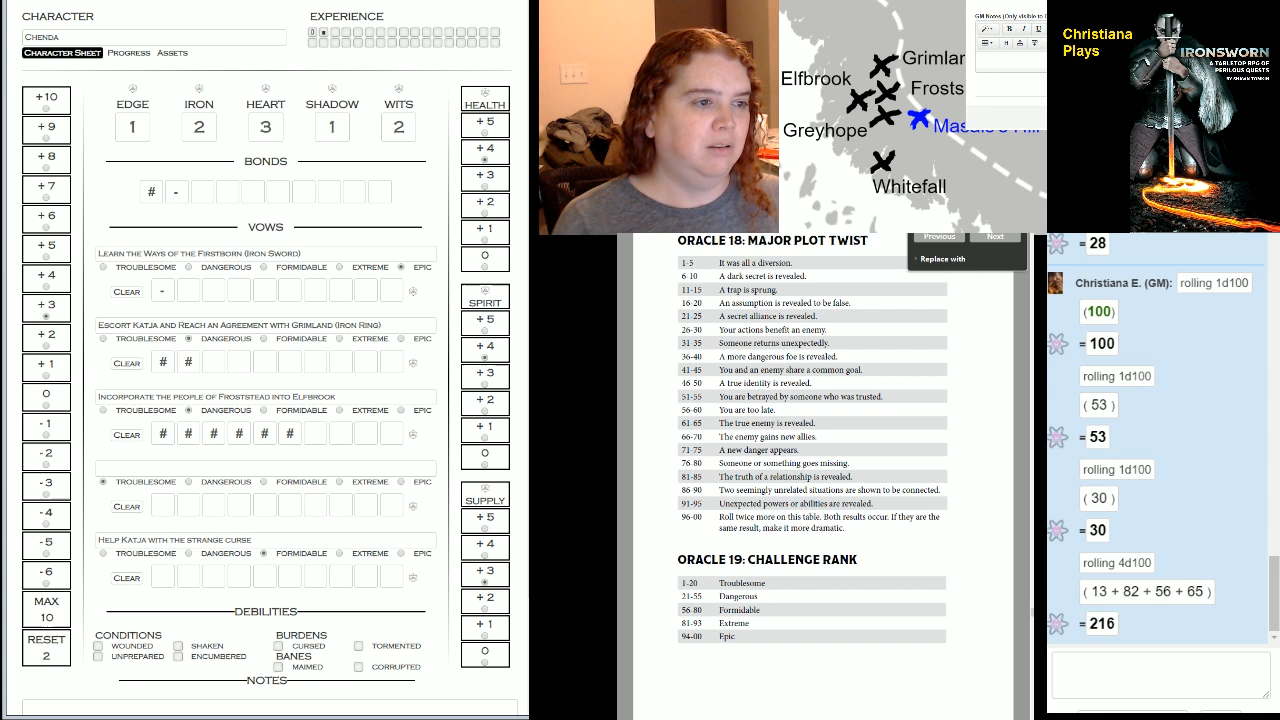 CHARACTER
CHENDA
CHARACTER SHEET PROGRESS ASSETS
EXPERIENCE
+10
+9
+8
+7
+6
+5
+4
+3
+2
+1
0
-1
-2
-3
-4
-5
-6
MAX
10
RESET
2
EDGE IRON HEART SHADOW WITS
1 2 3 1 2
BONDS
# -
VOWS
LEARN THE WAYS OF THE FIRSTBORN (IRON SWORD)
TROUBLESOME DANGEROUS FORMIDABLE EXTREME EPIC
CLEAR -
ESCORT KATJA AND REACH AN AGREEMENT WITH GRIMLAND (IRON RING)
TROUBLESOME DANGEROUS FORMIDABLE EXTREME EPIC
CLEAR # #
INCORPORATE THE PEOPLE OF FROSTSTEAD INTO ELFBROOK
TROUBLESOME DANGEROUS FORMIDABLE EXTREME EPIC
CLEAR # # # # # #
TROUBLESOME DANGEROUS FORMIDABLE EXTREME EPIC
CLEAR
HELP KATJA WITH THE STRANGE CURSE
TROUBLESOME DANGEROUS FORMIDABLE EXTREME EPIC
CLEAR
DEBILITIES
CONDITIONS
WOUNDED SHAKEN
UNPREPARED ENCUMBERED
BURDENS
CURSED TORMENTED
BANES
MAIMED CORRUPTED
NOTES
HEALTH
+5
+4
+3
+2
+1
0
SPIRIT
+5
+4
+3
+2
+1
0
SUPPLY
+5
+4
+3
+2
+1
0
Elfbrook
Grimlar
Frosts
Greyhope
Whitefall
GM Notes (Only visible to
B I U
Christiana
Plays
IRONSWORN
A TABLETOP RPG OF
PERILOUS QUESTS
BY SHAWN TOMKIN
Previous Next
Replace with
ORACLE 18: MAJOR PLOT TWIST
1-5 It was all a diversion.
6-10 A dark secret is revealed.
11-15 A trap is sprung.
16-20 An assumption is revealed to be false.
21-25 A secret alliance is revealed.
26-30 Your actions benefit an enemy.
31-35 Someone returns unexpectedly.
36-40 A more dangerous foe is revealed.
41-45 You and an enemy share a common goal.
46-50 A true identity is revealed.
51-55 You are betrayed by someone who was trusted.
56-60 You are too late.
61-65 The true enemy is revealed.
66-70 The enemy gains new allies.
71-75 A new danger appears.
76-80 Someone or something goes missing.
81-85 The truth of a relationship is revealed.
86-90 Two seemingly unrelated situations are shown to be connected.
91-95 Unexpected powers or abilities are revealed.
96-00 Roll twice more on this table. Both results occur. If they are the
same result, make it more dramatic.
ORACLE 19: CHALLENGE RANK
1-20 Troublesome
21-55 Dangerous
56-80 Formidable
81-93 Extreme
94-00 Epic
= 28
Christiana E. (GM): rolling 1d100
(100)
= 100
rolling 1d100
( 53 )
= 53
rolling 1d100
( 30 )
= 30
rolling 4d100
( 13 + 82 + 56 + 65 )
= 216